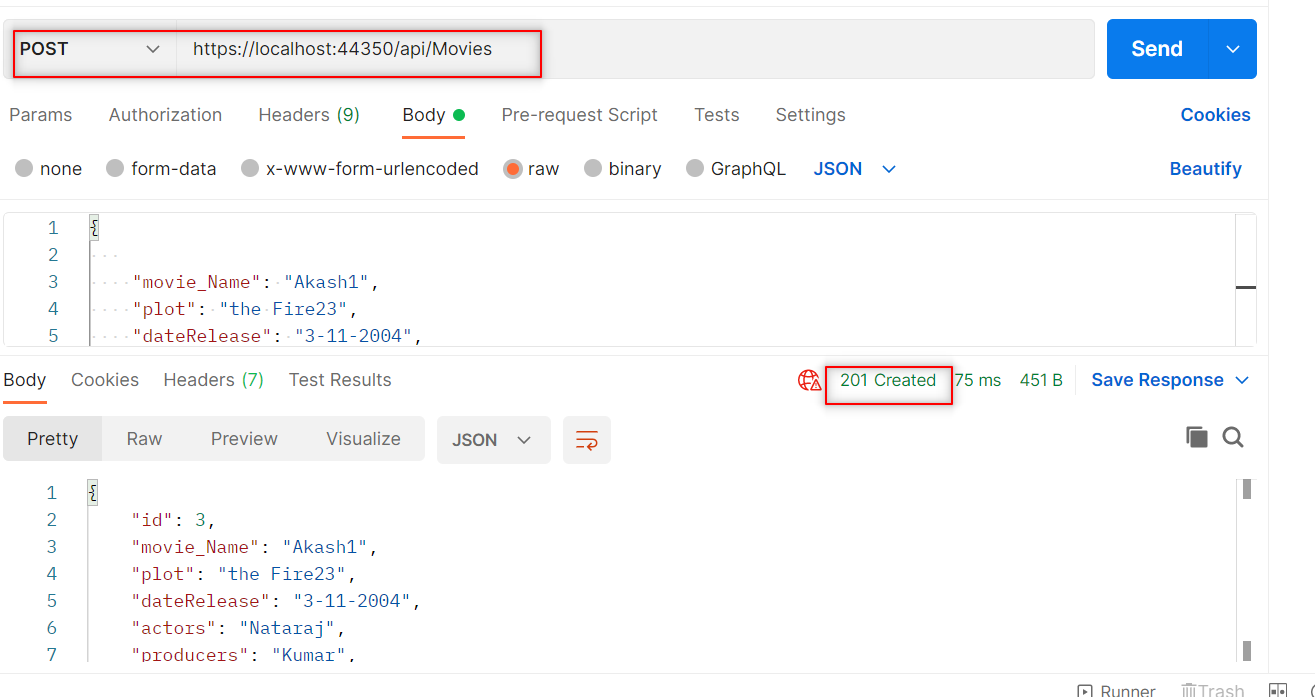 POST https://localhost:44350/api/Movies Send
Params Authorization Headers (9) Body Pre-request Script Tests Settings Cookies
none form-data x-www-form-urlencoded raw binary GraphQL JSON Beautify
1 {
2
3 "movie_Name": "Akash1",
4 "plot": "the Fire23",
5 "dateRelease": "3-11-2004",
Body Cookies Headers (7) Test Results 201 Created 75 ms 451 B Save Response
Pretty Raw Preview Visualize JSON
1 {
2 "id": 3,
3 "movie_Name": "Akash1",
4 "plot": "the Fire23",
5 "dateRelease": "3-11-2004",
6 "actors": "Nataraj",
7 "producers": "Kumar",
Runner Trash